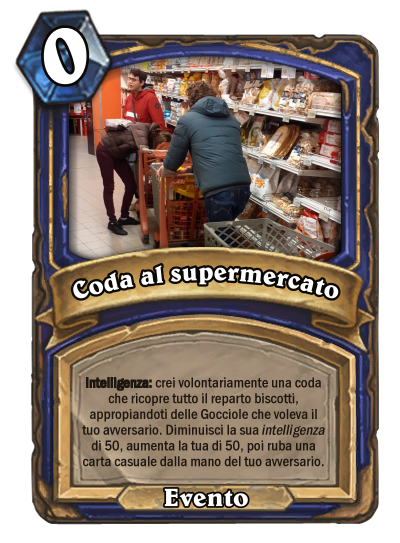 0
Coda al supermercato
Intelligenza: crei volontariamente una coda
che ricopre tutto il reparto biscotti,
appropiandoti delle Gocciole che voleva il
tuo avversario. Diminuisci la sua intelligenza
di 50, aumenta la tua di 50, poi ruba una
carta casuale dalla mano del tuo avversario.
Evento